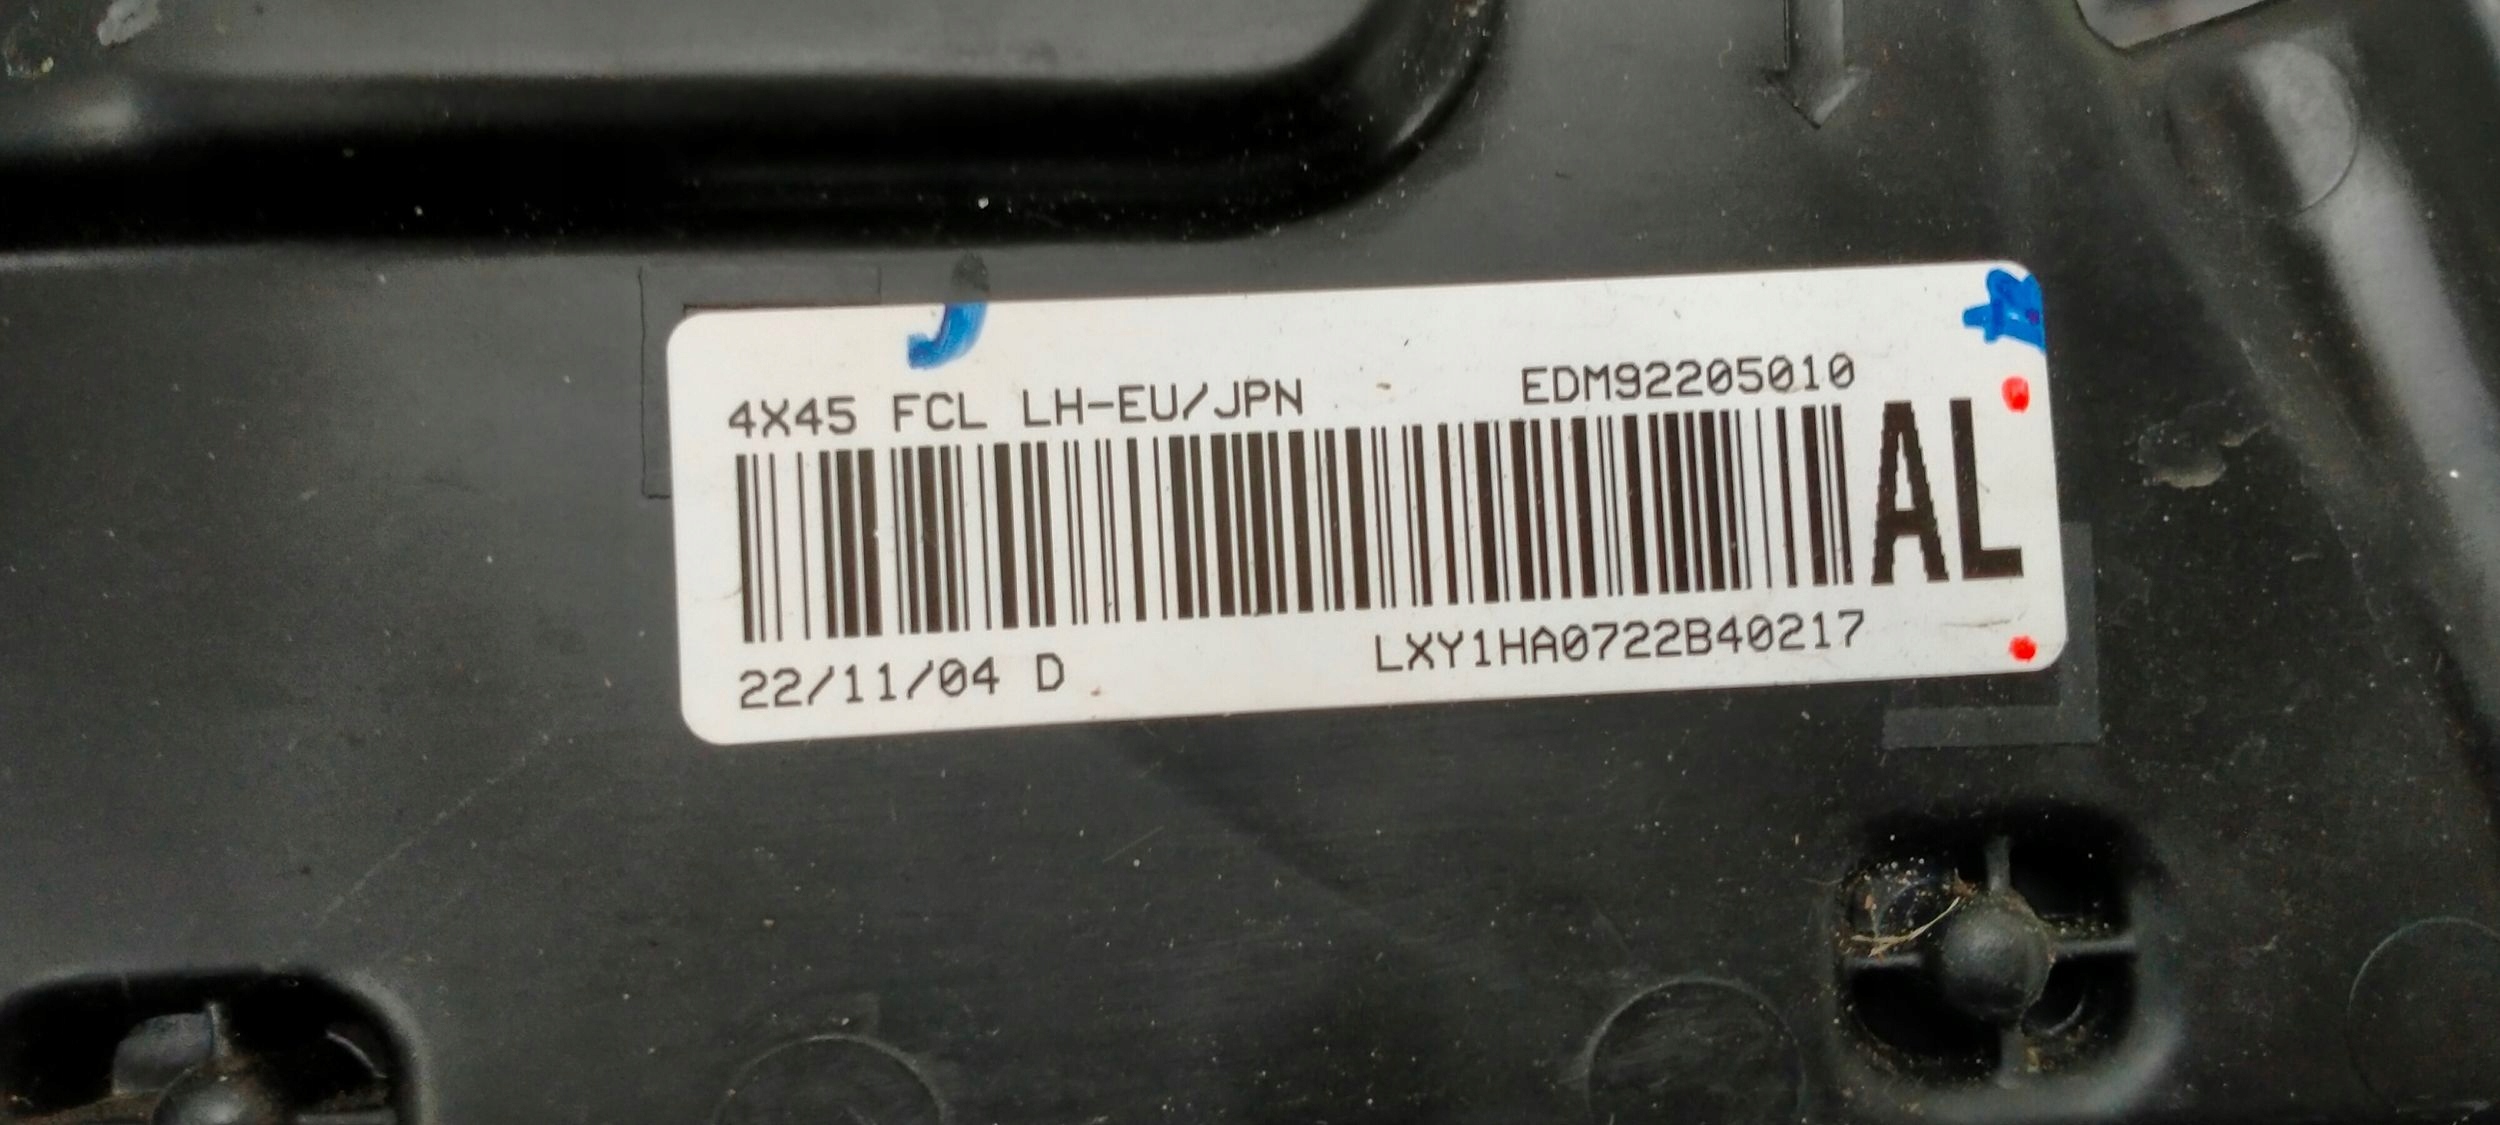 4X45 FCL LH-EU/JPN EDM92205010
AL
22/11/04 D LXY1HA0722B40217